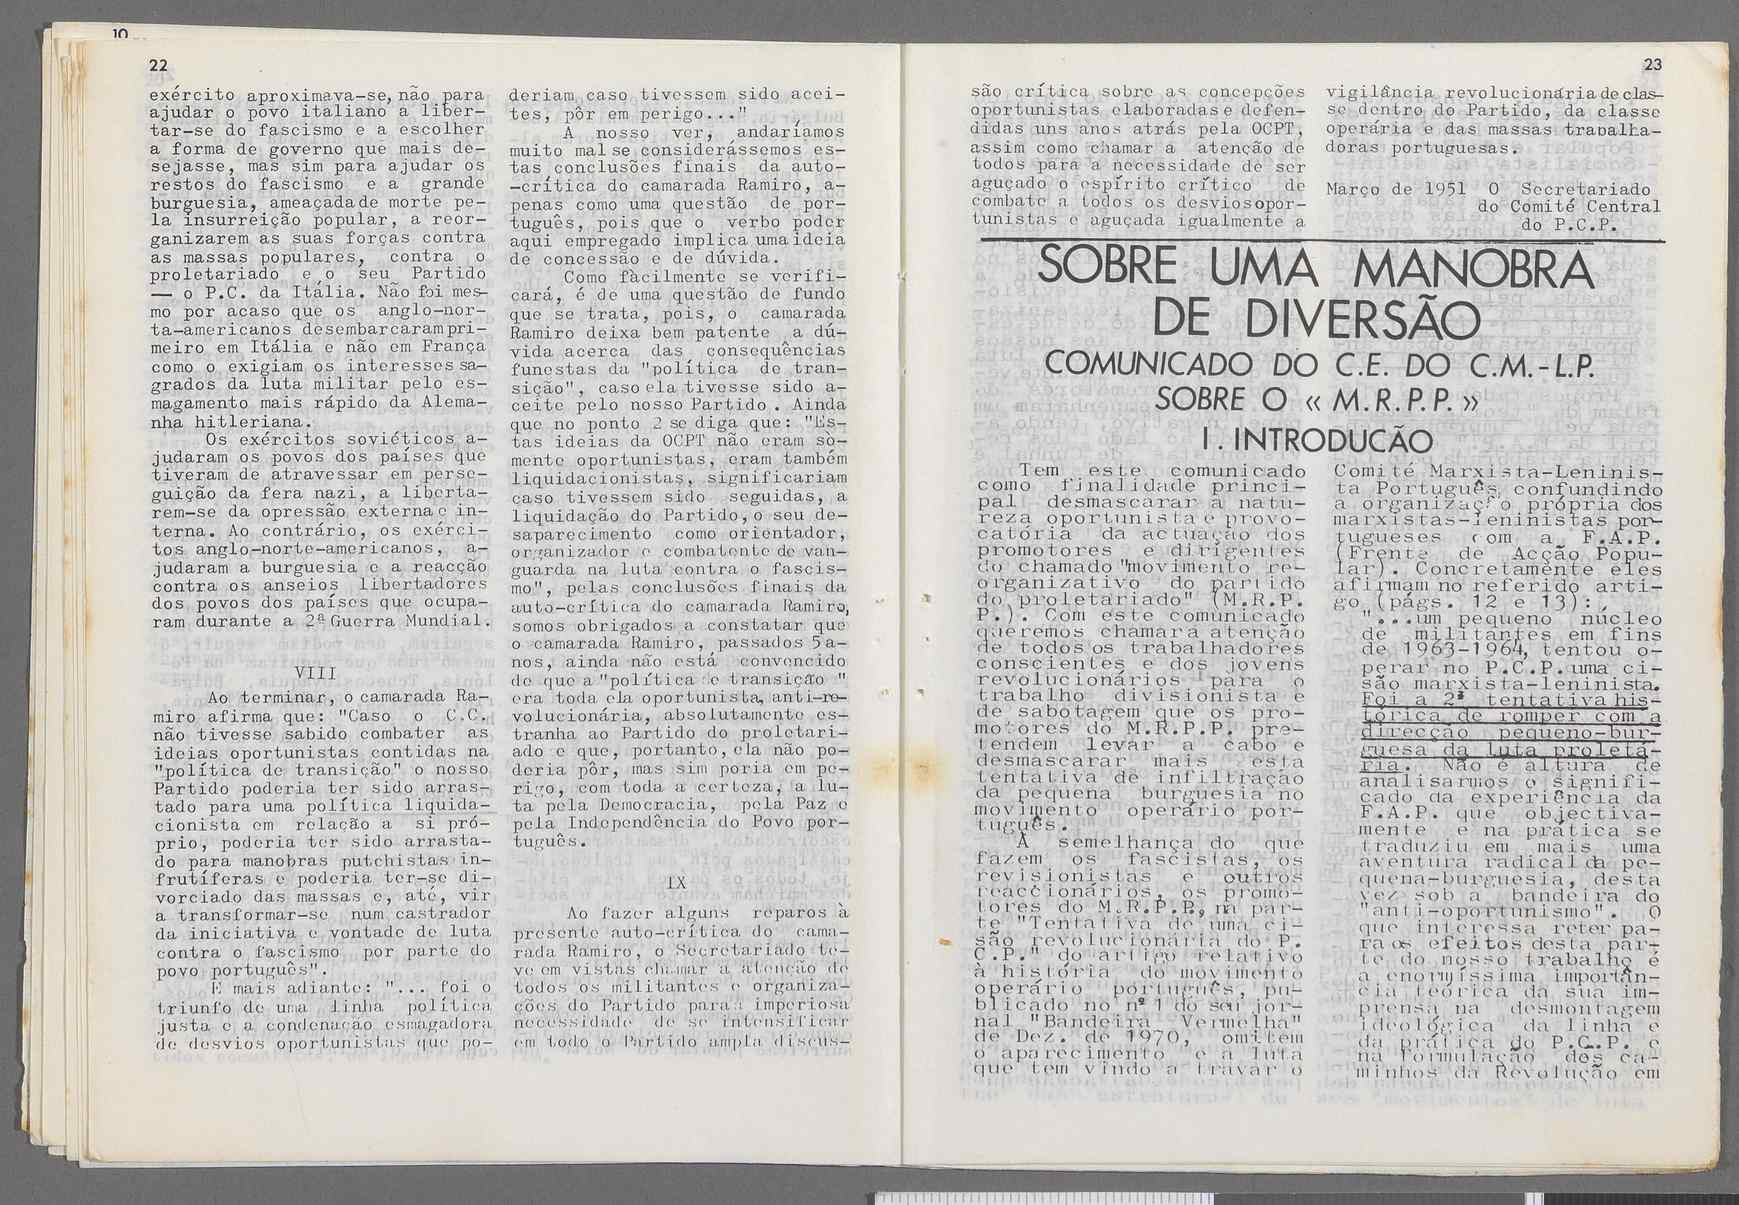 10
22
exército aproximava-se, não para
ajudar o povo italiano a liber-
tar-se do fascismo e a escolher
a forma de governo que mais de-
sejasse, mas sim para ajudar os
restos do fascismo e a grande
burguesia, ameaçada de morte pe-
la insurreição popular, a reor-
ganizarem as suas forças contra
as massas populares, contra o
proletariado e o seu Partido
— o P.C. da Itália. Não foi mes-
mo por acaso que os anglo-nor-
ta-americanos desembarcaram pri-
meiro em Itália e não em França
como o exigiam os interesses sa-
grados da luta militar pelo es-
magamento mais rápido da Alema-
nha hitleriana.
Os exércitos soviéticos a-
judaram os povos dos países que
tiveram de atravessar em perse-
guição da fera nazi, a liberta-
rem-se da opressão externa e in-
terna. Ao contrário, os exérci-
tos anglo-norte-americanos, a-
judaram a burguesia e a reacção
contra os anseios libertadores
dos povos dos países que ocupa-
ram durante a 2ª Guerra Mundial.
VIII
Ao terminar, o camarada Ra-
miro afirma que: "Caso o C.C.
não tivesse sabido combater as
ideias oportunistas contidas na
"política de transição" o nosso
Partido poderia ter sido arras-
tado para uma política liquida-
cionista em relação a si pró-
prio, poderia ter sido arrasta-
do para manobras putchistas in-
frutíferas e poderia ter-se di-
vorciado das massas e, até, vir
a transformar-se num castrador
da iniciativa e vontade de luta
contra o fascismo por parte do
povo português".
E mais adiante: "... foi o
triunfo de uma linha política
justa e a condenação esmagadora
de desvios oportunistas que po-
deriam caso tivessem sido acei-
tes, pôr em perigo..."
A nosso ver, andaríamos
muito mal se considerássemos es-
tas conclusões finais da auto-
-crítica do camarada Ramiro, a-
penas como uma questão de por-
tuguês, pois que o verbo poder
aqui empregado implica uma ideia
de concessão e de dúvida.
Como fàcilmente se verifi-
cará, é de uma questão de fundo
que se trata, pois, o camarada
Ramiro deixa bem patente a dú-
vida acerca das consequências
funestas da "política de tran-
sição", caso ela tivesse sido a-
ceite pelo nosso Partido. Ainda
que no ponto 2 se diga que: "Es-
tas ideias da OCPT não eram sò-
mente oportunistas, eram também
liquidacionistas, significariam
caso tivessem sido seguidas, a
liquidação do Partido, o seu de-
saparecimento como orientador,
organizador e combatente de van-
guarda na luta contra o fascis-
mo", pelas conclusões finais da
auto-crítica do camarada Ramiro,
somos obrigados a constatar que
o camarada Ramiro, passados 5 a-
nos, ainda não está convencido
de que a "política de transição"
era toda ela oportunista, anti-re-
volucionária, absolutamente es-
tranha ao Partido do proletari-
ado e que, portanto, ela não po-
deria pôr, mas sim poria em pe-
rigo, com toda a certeza, a lu-
ta pela Democracia, pela Paz e
pela Independência do Povo por-
tuguês.
IX
Ao fazer alguns reparos à
presente auto-crítica do cama-
rada Ramiro, o Secretariado te-
ve em vistas chamar a atenção de
todos os militantes e organiza-
ções do Partido para a imperiosa
necessidade de se intensificar
em todo o Partido ampla discus-
23
são crítica sobre as concepções
oportunistas elaboradas e defen-
didas uns anos atrás pela OCPT,
assim como chamar a atenção de
todos para a necessidade de ser
aguçado o espírito crítico de
combate a todos os desvios opor-
tunistas e aguçada igualmente a
vigilância revolucionária de clas-
se dentro do Partido, da classe
operária e das massas trabalha-
doras portuguesas.
Março de 1951 O Secretariado
do Comité Central
do P.C.P.
SOBRE UMA MANOBRA
DE DIVERSÃO
COMUNICADO DO C.E. DO C.M.-L.P.
SOBRE O « M.R.P.P. »
I. INTRODUCÃO
Tem este comunicado
como finalidade princi-
pal desmascarar a natu-
reza oportunista e provo-
catória da actuação dos
promotores e dirigentes
do chamado "movimento re-
organizativo do partido
do proletariado" (M.R.P.
P.). Com este comunicado
queremos chamar a atenção
de todos os trabalhadores
conscientes e dos jovens
revolucionários para o
trabalho divisionista e
de sabotagem que os pro-
motores do M.R.P.P. pre-
tendem levar a cabo e
desmascarar mais esta
tentativa de infiltração
da pequena burguesia no
movimento operário por-
tuguês.
À semelhança do que
fazem os fascistas, os
revisionistas e outros
reaccionários, os promo-
tores do M.R.P.P., na par-
te "Tentativa de uma ci-
são revolucionária do P.
C.P." do artigo relativo
à história do movimento
operário português, pu-
blicado no nº 1 do seu jor-
nal "Bandeira Vermelha"
de Dez. de 1970, omitem
o aparecimento e a luta
que tem vindo a travar o
Comité Marxista-Leninis-
ta Português, confundindo
a organização própria dos
marxistas-leninistas por-
tugueses com a F.A.P.
(Frente de Acção Popu-
lar). Concretamente eles
afirmam no referido arti-
go (págs. 12 e 13):
"...um pequeno núcleo
de militantes em fins
de 1963-1964, tentou o-
perar no P.C.P. uma ci-
são marxista-leninista.
Foi a 2ª tentativa his-
tórica de romper com a
direcção pequeno-bur-
guesa da luta proletá-
ria. Não é altura de
analisarmos o signifi-
cado da experiência da
F.A.P. que objectiva-
mente e na prática se
traduziu em mais uma
aventura radical da pe-
quena-burguesia, desta
vez sob a bandeira do
"anti-oportunismo". O
que interessa reter pa-
ra os efeitos desta par-
te do nosso trabalho é
a enormíssima importân-
cia teórica da sua im-
prensa na desmontagem
ideológica da linha e
da prática do P.C.P. e
na formulação dos ca-
minhos da Revolução em